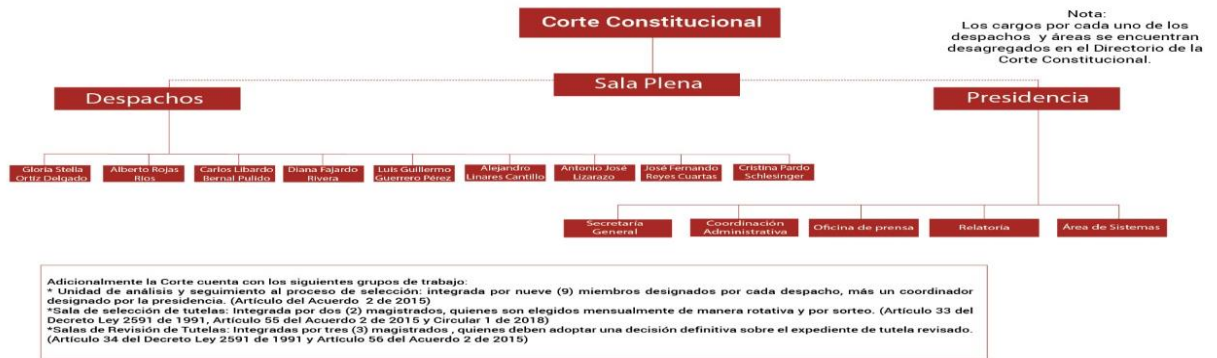 Corte Constitucional
Nota:
Los cargos por cada uno de los
despachos y áreas se encuentran
desagregados en el Directorio de la
Corte Constitucional.
Sala Plena
Despachos
Presidencia
Gloria Stella
Ortiz Delgado
Alberto Rojas
Ríos
Carlos Libardo
Bernal Pulido
Diana Fajardo
Rivera
Luis Guillermo
Guerrero Pérez
Alejandro
Linares Cantillo
Antonio José
Lizarazo
José Fernando
Reyes Cuartas
Cristina Pardo
Schlesinger
Secretaría
General
Coordinación
Administrativa
Oficina de prensa
Relatoría
Área de Sistemas
Adicionalmente la Corte cuenta con los siguientes grupos de trabajo:
* Unidad de análisis y seguimiento al proceso de selección: integrada por nueve (9) miembros designados por cada despacho, más un coordinador
designado por la presidencia. (Artículo del Acuerdo 2 de 2015)
*Sala de selección de tutelas: Integrada por dos (2) magistrados, quienes son elegidos mensualmente de manera rotativa y por sorteo. (Artículo 33 del
Decreto Ley 2591 de 1991, Artículo 55 del Acuerdo 2 de 2015 y Circular 1 de 2018)
*Salas de Revisión de Tutelas: Integradas por tres (3) magistrados , quienes deben adoptar una decisión definitiva sobre el expediente de tutela revisado.
(Artículo 34 del Decreto Ley 2591 de 1991 y Artículo 56 del Acuerdo 2 de 2015)